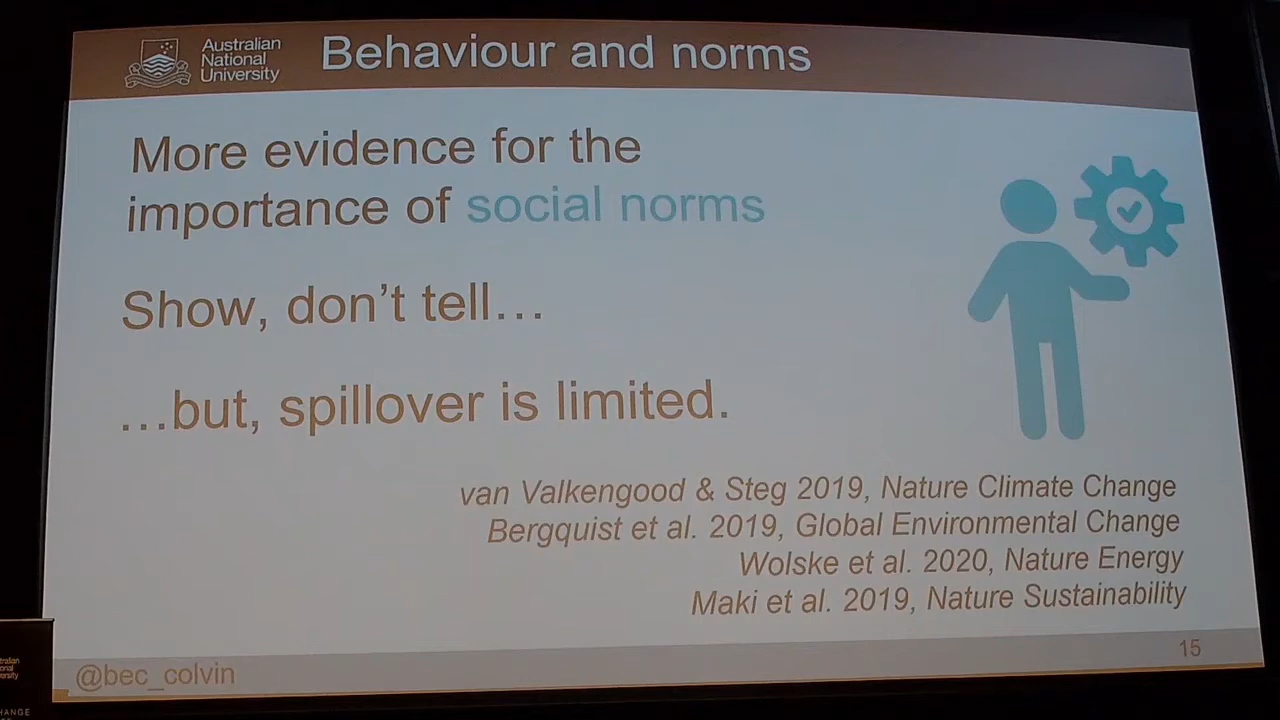 Australian
National
University
Behaviour and norms
More evidence for the
importance of social norms
Show, don't tell...
...but, spillover is limited.
van Valkengood & Steg 2019, Nature Climate Change
Bergquist et al. 2019, Global Environmental Change
Wolske et al. 2020, Nature Energy
Maki et al. 2019, Nature Sustainability
15
@bec_colvin